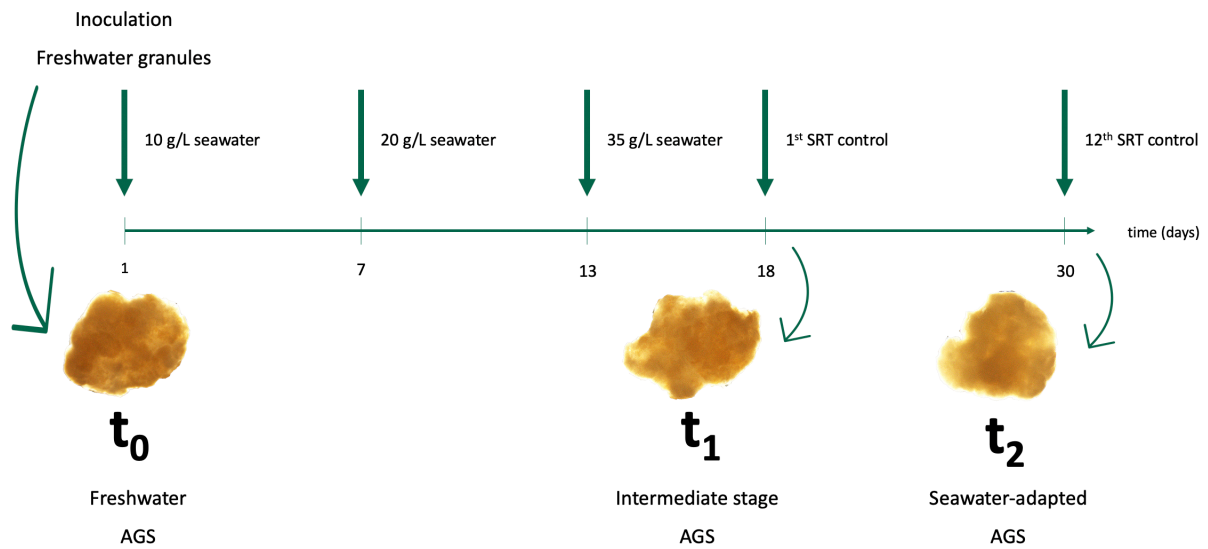 Inoculation
Freshwater granules
10 g/L seawater
20 g/L seawater
35 g/L seawater
1st SRT control
12th SRT control
time (days)
1
7
13
18
30
t0
t1
t2
Freshwater
AGS
Intermediate stage
AGS
Seawater-adapted
AGS